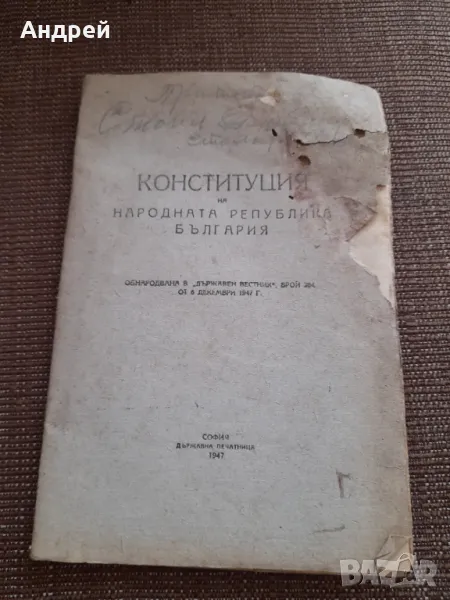 Андрей
КОНСТИТУЦИЯ
НА
НАРОДНАТА РЕПУБЛИКА
БЪЛГАРИЯ
ОБНАРОДВАНА В „ДЪРЖАВЕН ВЕСТНИК“, БРОЙ 284
ОТ 6 ДЕКЕМВРИ 1947 Г.
СОФИЯ
ДЪРЖАВНА ПЕЧАТНИЦА
1947
BAZAR